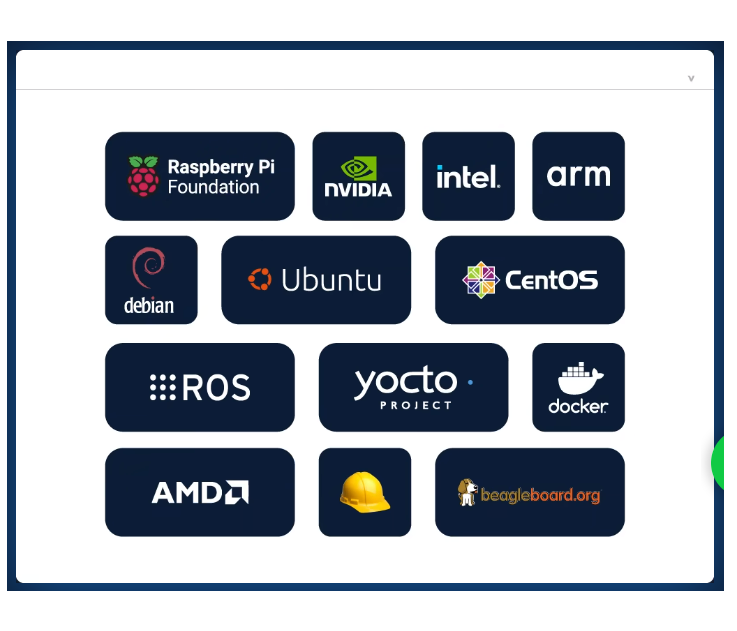 v
Raspberry Pi
Foundation
nVIDIA
intel.
arm
debian
Ubuntu
CentOS
ROS
yocto
PROJECT
docker
AMD
beagleboard.org